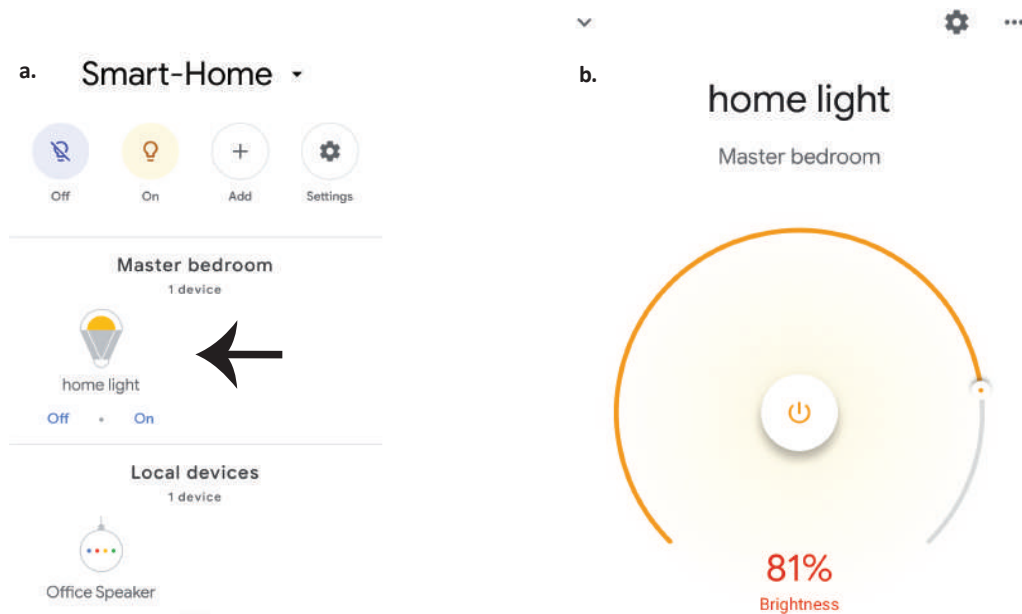 a.
Smart-Home
Off
On
Add
Settings
Master bedroom
1 device
home light
Off • On
Local devices
1 device
Office Speaker
b.
home light
Master bedroom
81%
Brightness